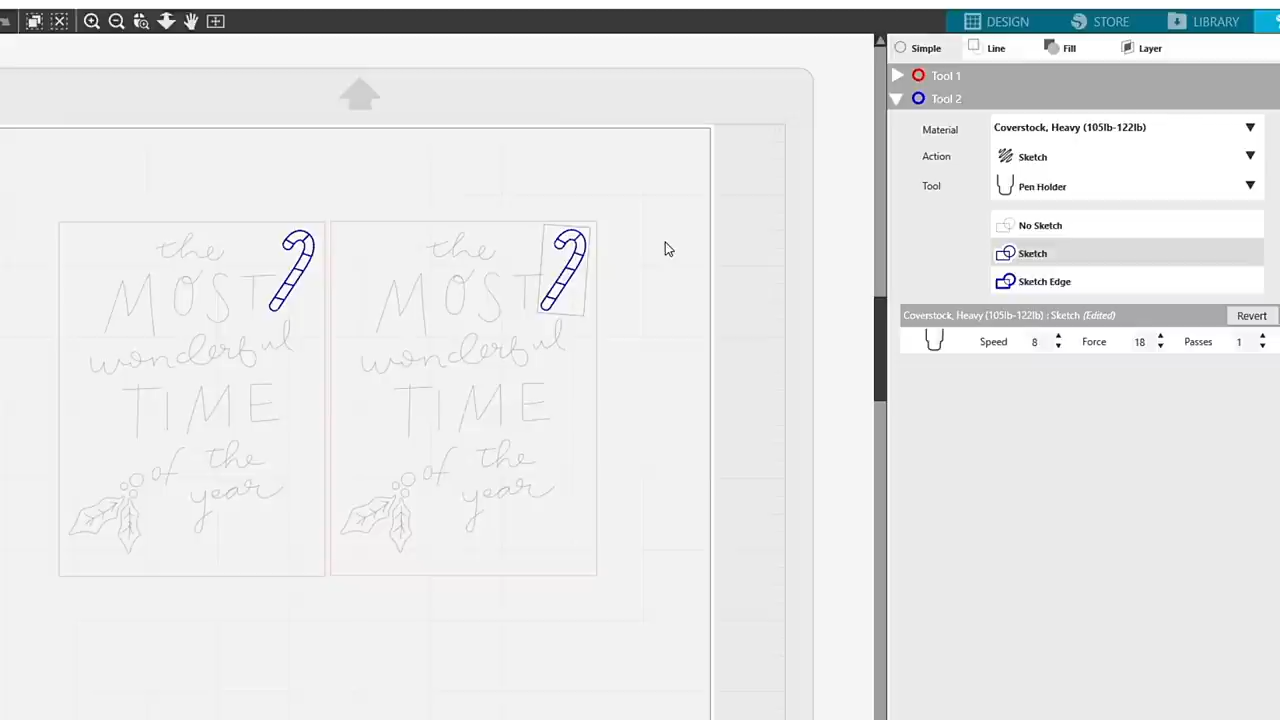 DESIGN
STORE
LIBRARY
Simple
Line
Fill
Layer
Tool 1
Tool 2
Material
Coverstock, Heavy (105lb-122lb)
Action
Sketch
Tool
Pen Holder
No Sketch
Sketch
Sketch Edge
Coverstock, Heavy (105lb-122lb) : Sketch (Edited)
Revert
Speed 8 Force 18 Passes 1
the
MOST
wonderful
TIME
of the
year
the
MOST
wonderful
TIME
of the
year